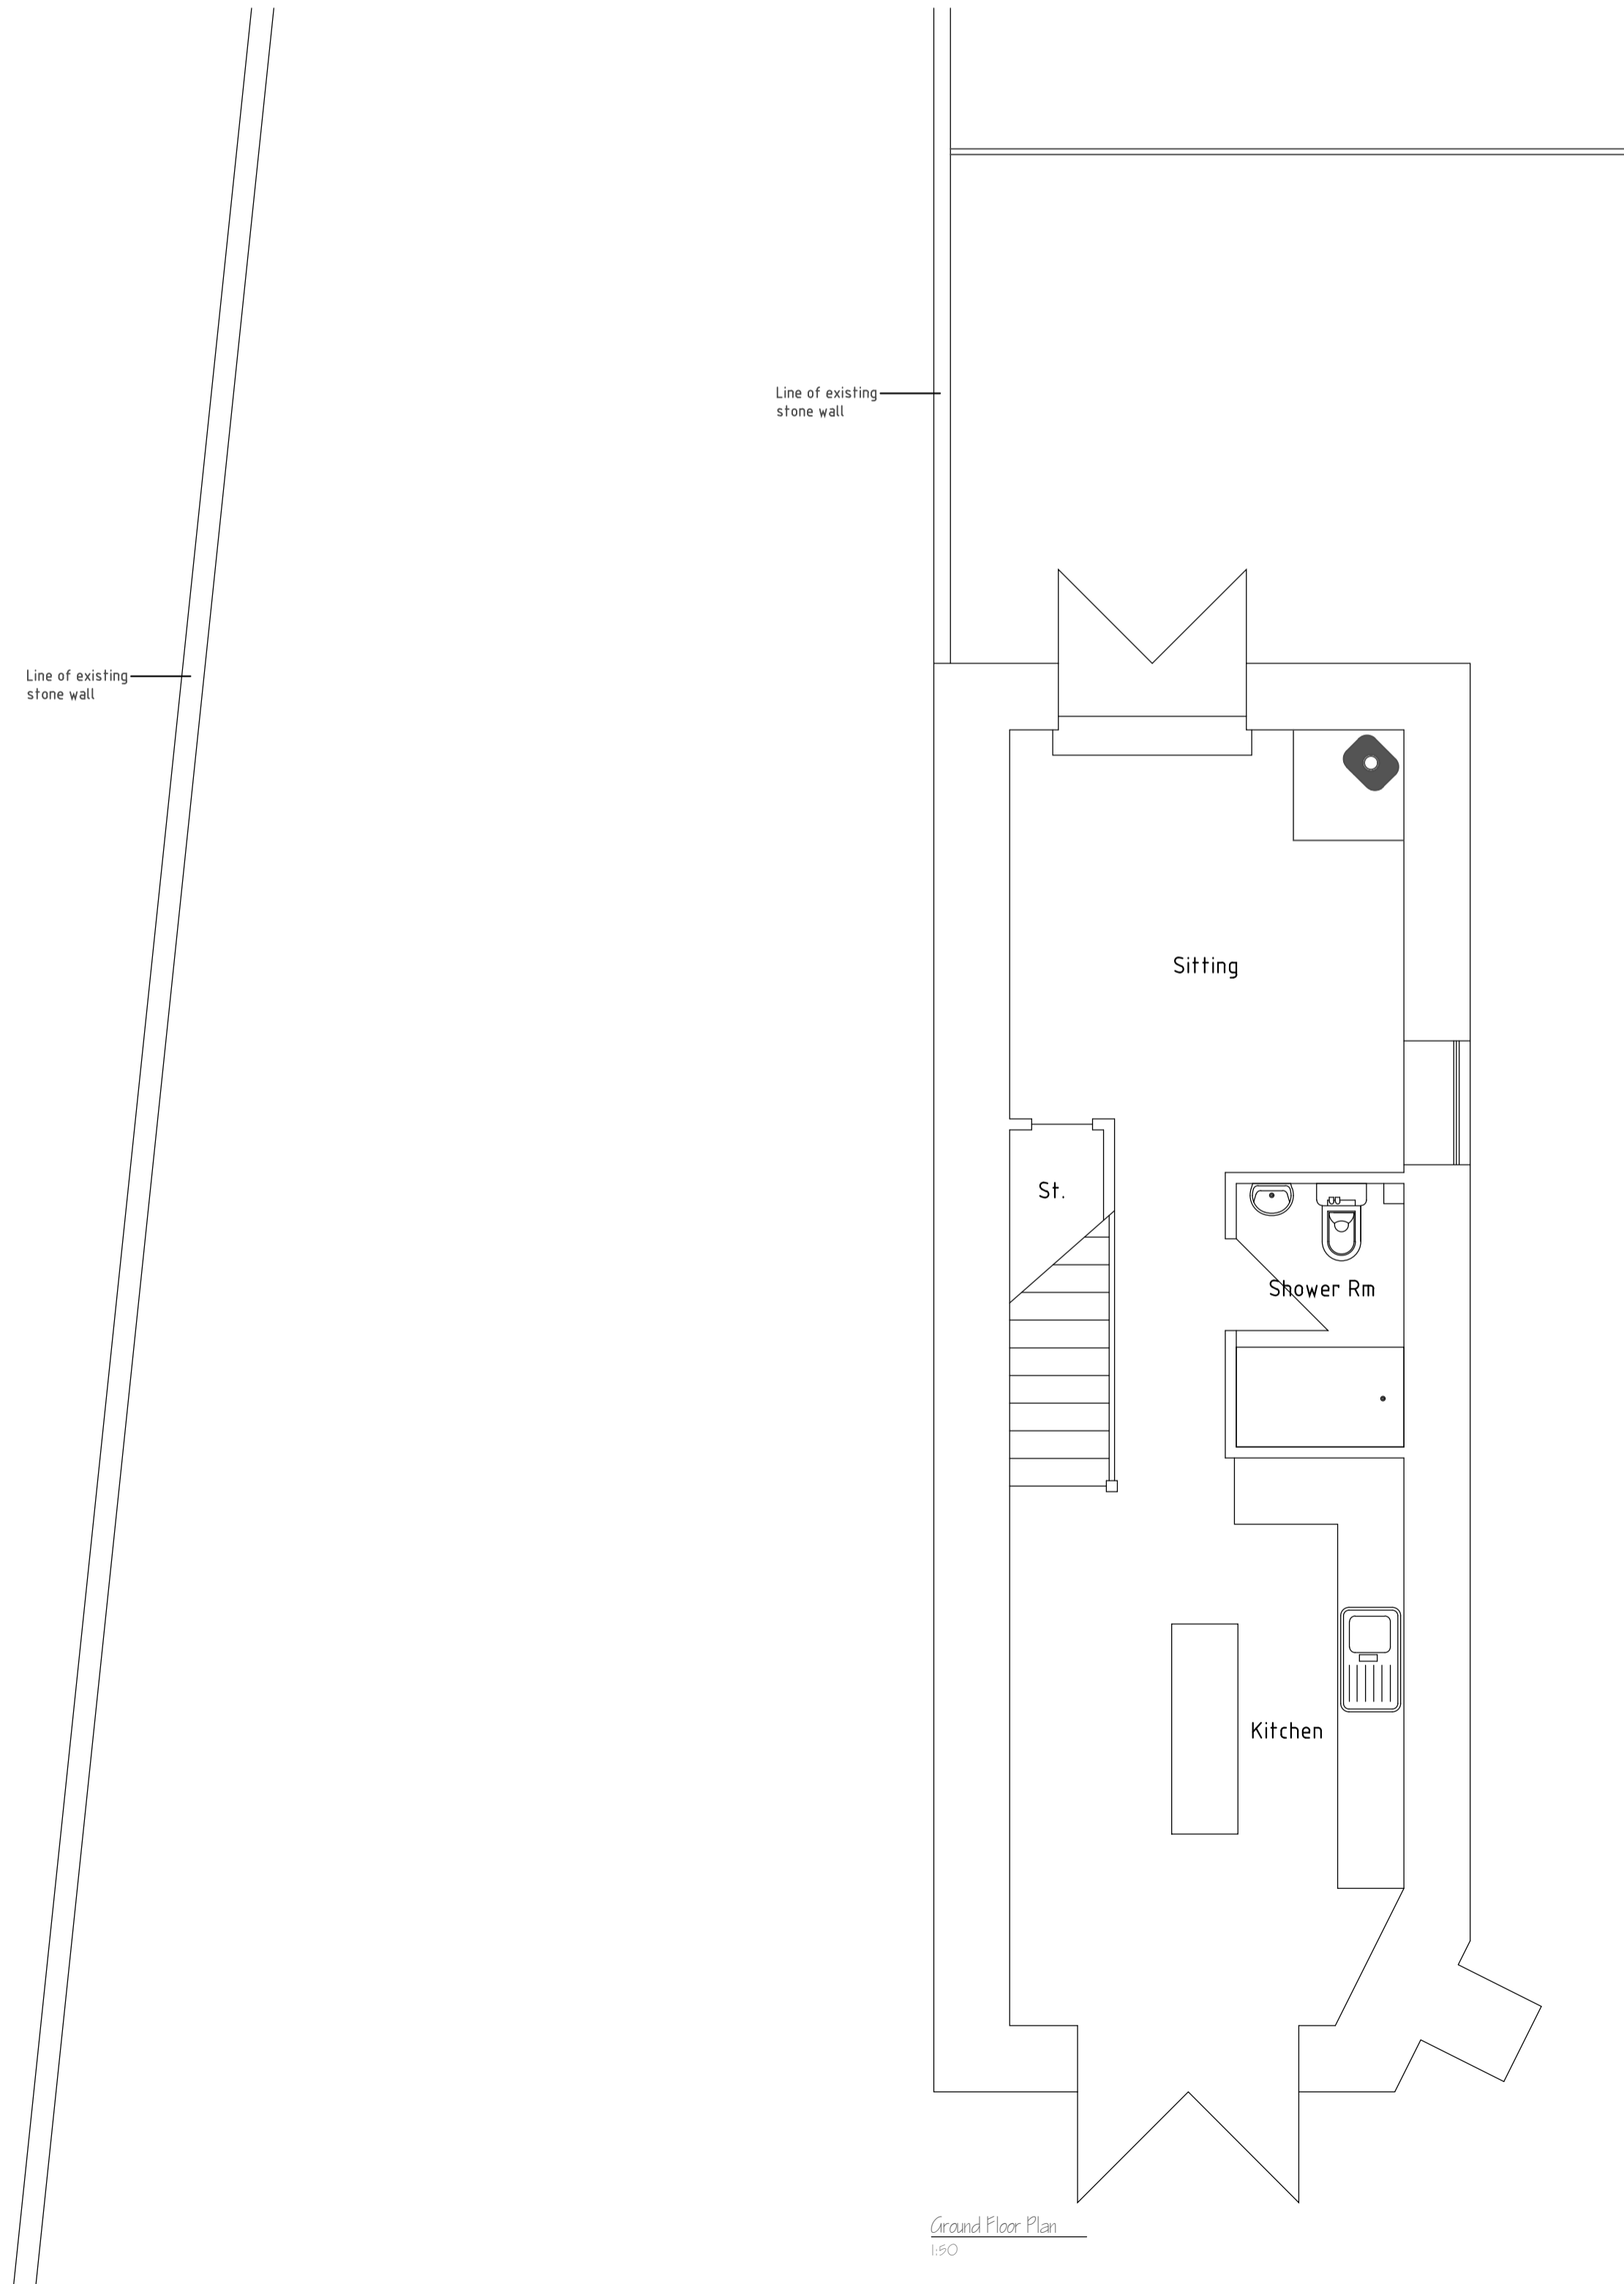 Line of existing
stone wall
Line of existing
stone wall
Sitting
St.
Shower Rm
Kitchen
Ground Floor Plan
1:50